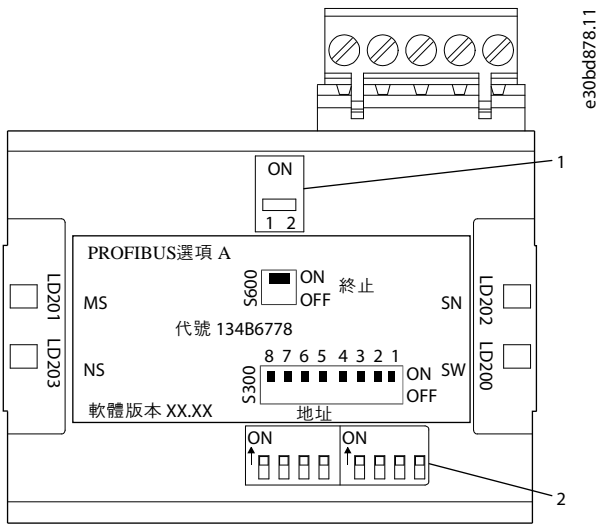 e30bd878.11
1
ON
1 2
PROFIBUS選項 A
LD201
MS
S600
ON
OFF
終止
SN
LD202
代號 134B6778
LD203
NS
S300
8 7 6 5 4 3 2 1
ON
OFF
SW
LD200
軟體版本 XX.XX
地址
ON
ON
2